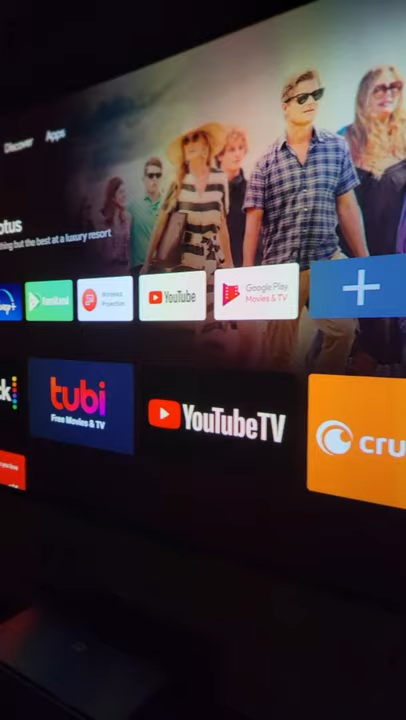 Discover Apps
otus
thing but the best at a luxury resort
Wireless
Projection
YouTube
Google Play
Movies & TV
tubi
Free Movies & TV
YouTubeTV
cru